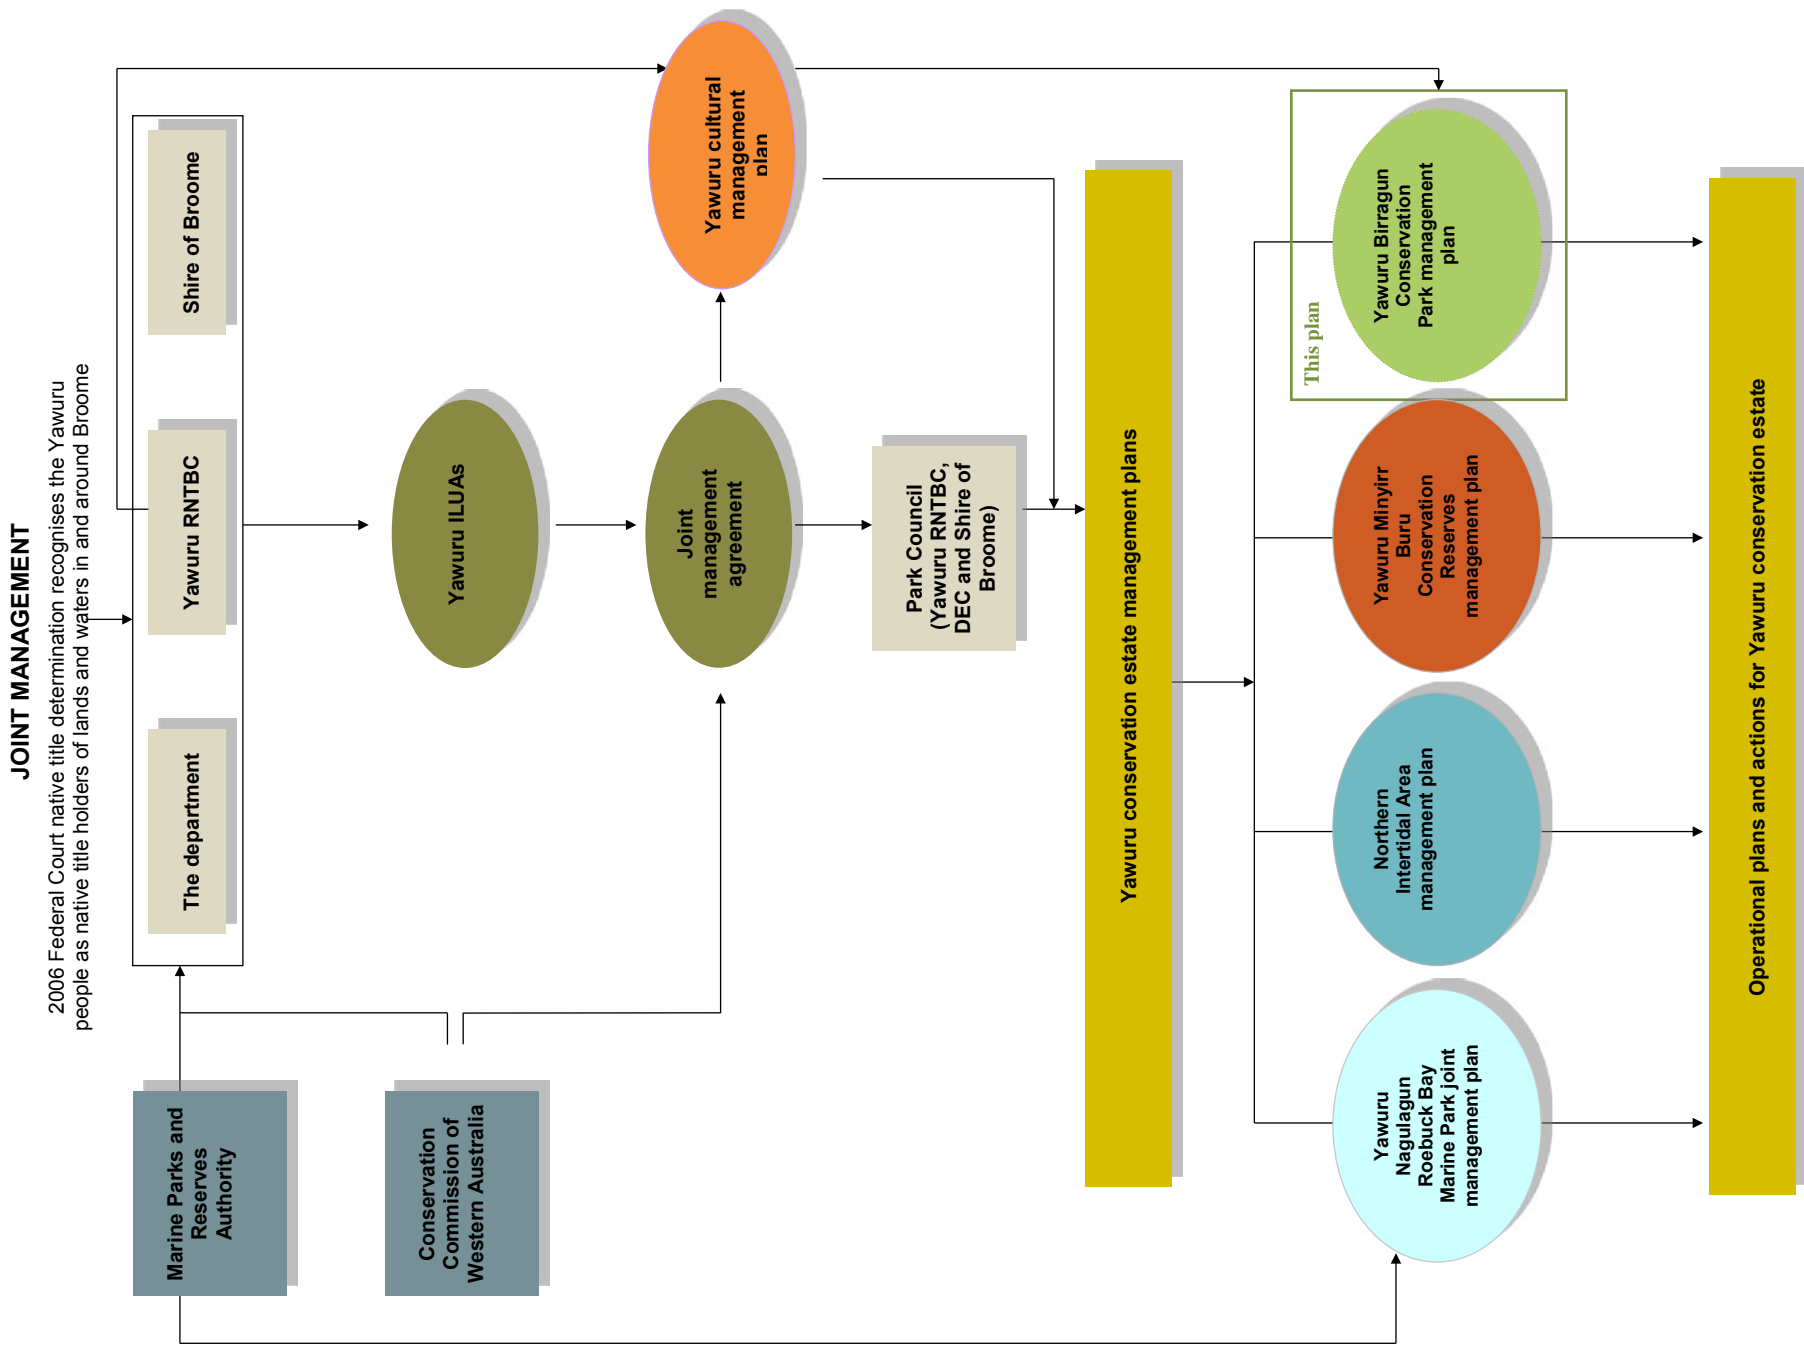 JOINT MANAGEMENT
2006 Federal Court native title determination recognises the Yawuru
people as native title holders of lands and waters in and around Broome
The department
Yawuru RNTBC
Shire of Broome
Marine Parks and
Reserves
Authority
Conservation
Commission of
Western Australia
Yawuru ILUAs
Joint
management
agreement
Yawuru cultural
management
plan
Park Council
(Yawuru RNTBC,
DEC and Shire of
Broome)
Yawuru conservation estate management plans
Yawuru
Nagulagun
Roebuck Bay
Marine Park joint
management plan
Northern
Intertidal Area
management plan
Yawuru Minyirr
Buru
Conservation
Reserves
management plan
This plan
Yawuru Birragun
Conservation
Park management
plan
Operational plans and actions for Yawuru conservation estate